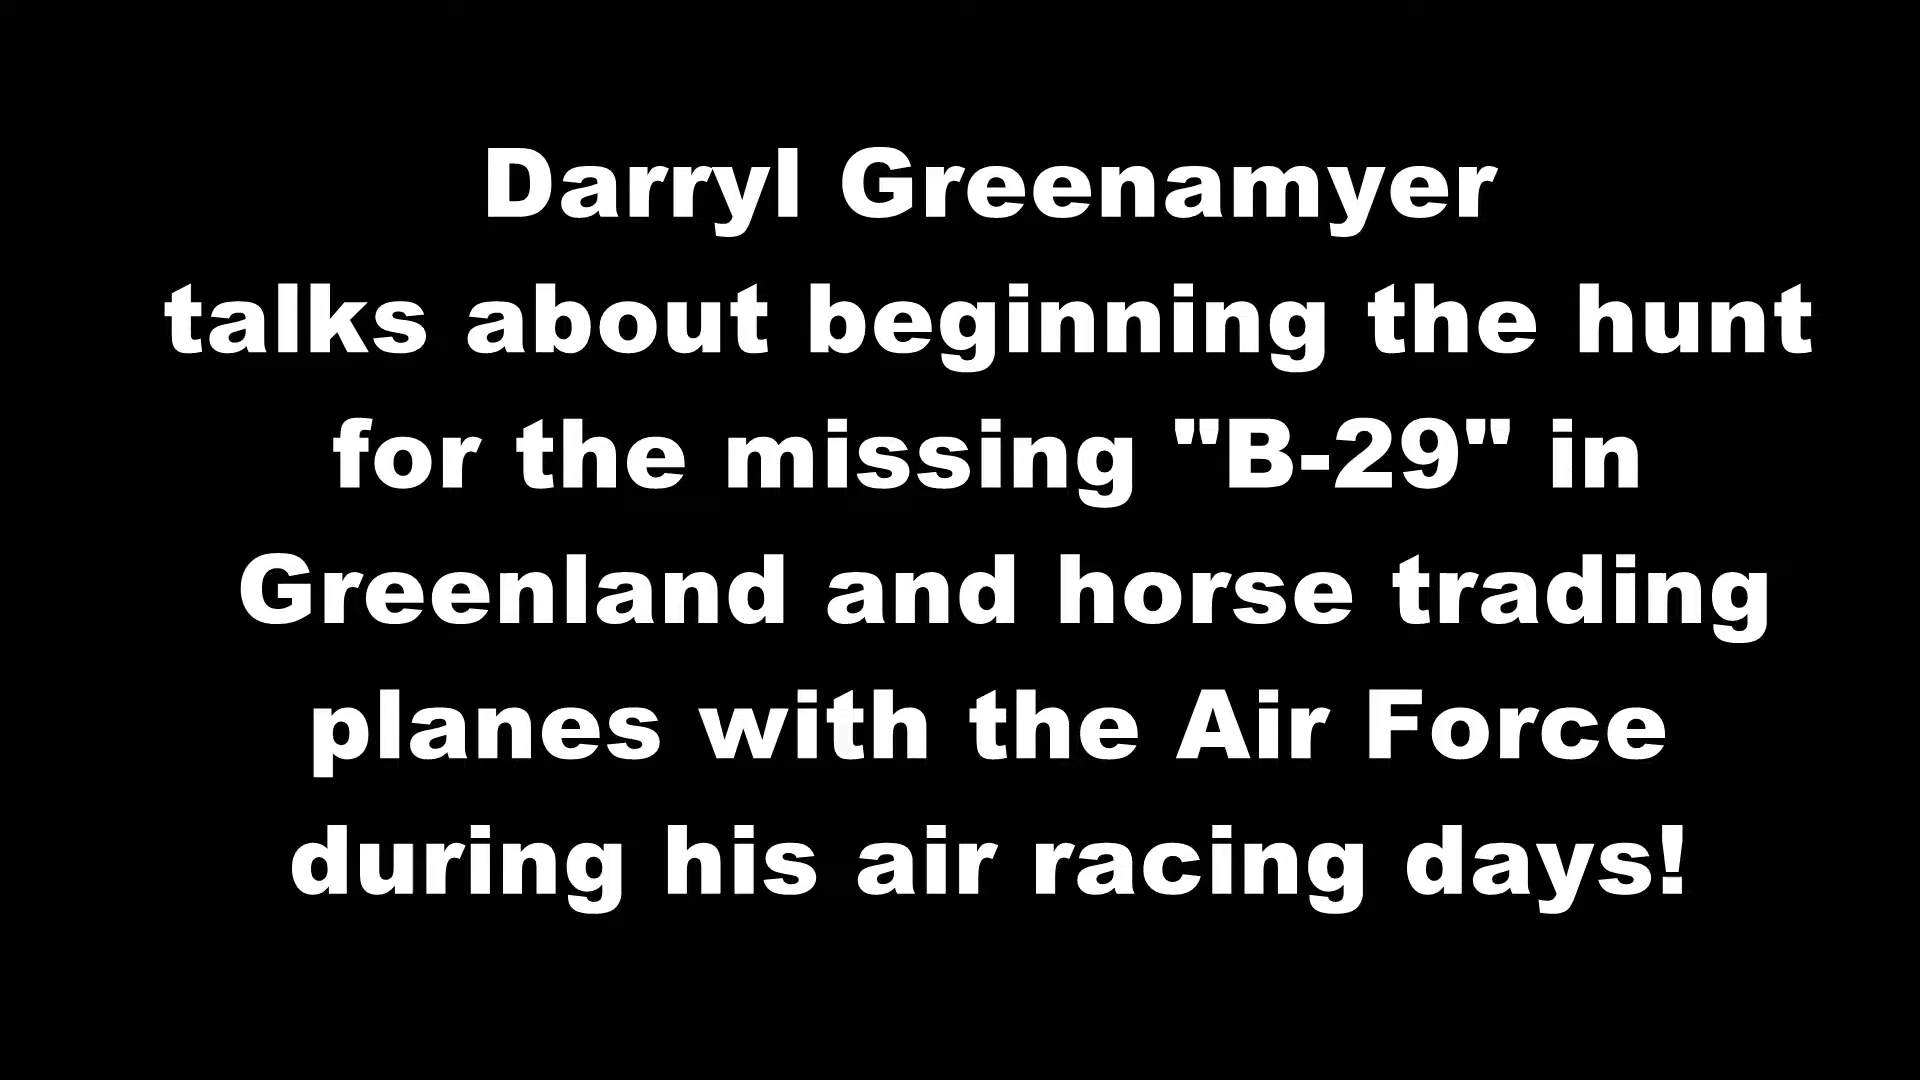 Darryl Greenamyer
talks about beginning the hunt
for the missing "B-29" in
Greenland and horse trading
planes with the Air Force
during his air racing days!